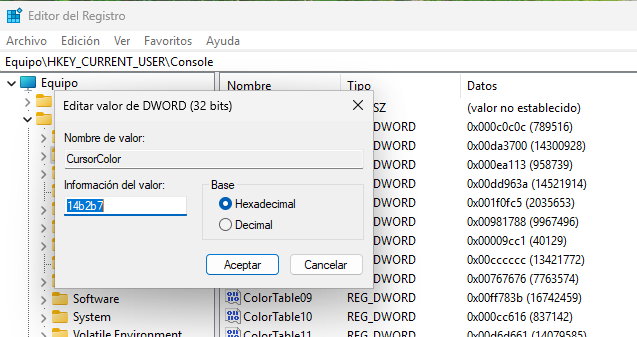 Editor del Registro
Archivo Edición Ver Favoritos Ayuda
Equipo\HKEY_CURRENT_USER\Console
Equipo
Nombre Tipo Datos
SZ (valor no establecido)
DWORD 0x000c0c0c (789516)
DWORD 0x00da3700 (14300928)
DWORD 0x000ea113 (958739)
DWORD 0x00dd963a (14521914)
DWORD 0x001f0fc5 (2035653)
DWORD 0x00981788 (9967496)
DWORD 0x00009cc1 (40129)
DWORD 0x00cccccc (13421772)
DWORD 0x00767676 (7763574)
Editar valor de DWORD (32 bits)
Nombre de valor:
CursorColor
Información del valor:
14b2b7
Base
Hexadecimal
Decimal
Aceptar Cancelar
Software
System
Volatile Environment
ColorTable09 REG_DWORD 0x00ff783b (16742459)
ColorTable10 REG_DWORD 0x000cc616 (837142)
ColorTable11 REG_DWORD 0x00d6d661 (14079585)